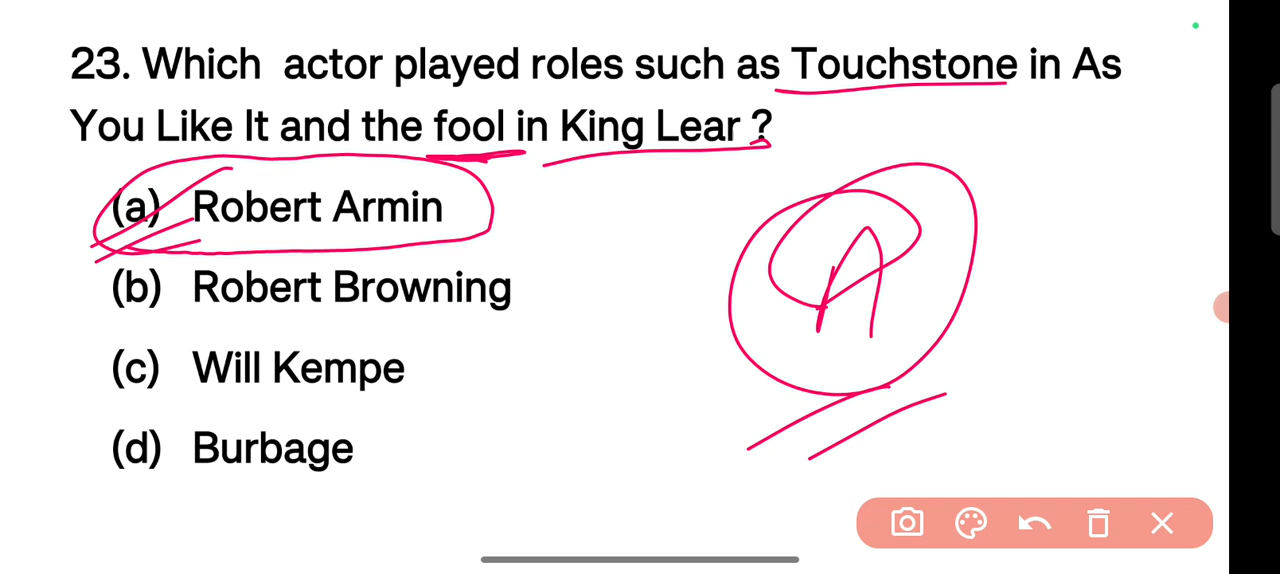 23. Which actor played roles such as Touchstone in As
You Like It and the fool in King Lear ?
(a) Robert Armin
(b) Robert Browning
(c) Will Kempe
(d) Burbage
A